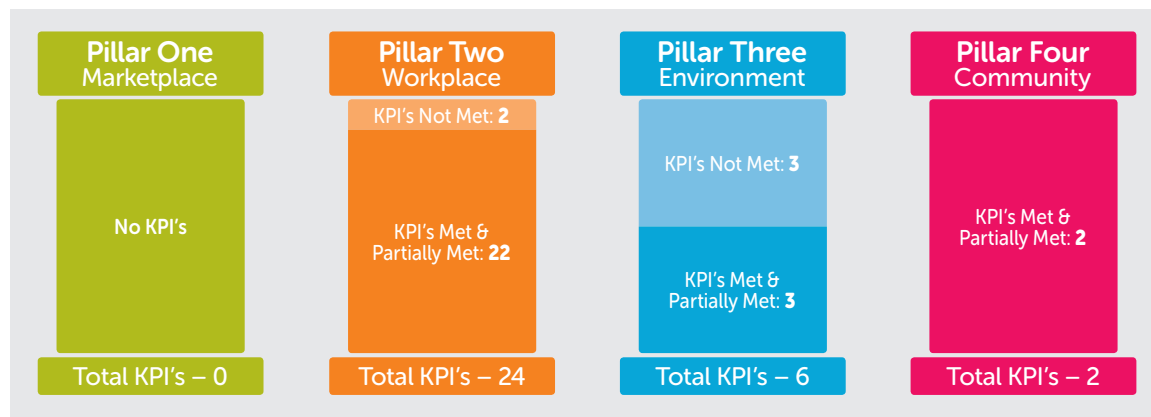 Pillar One
Marketplace
No KPI's
Total KPI's – 0
Pillar Two
Workplace
KPI's Not Met: 2
KPI's Met &
Partially Met: 22
Total KPI's – 24
Pillar Three
Environment
KPI's Not Met: 3
KPI's Met &
Partially Met: 3
Total KPI's – 6
Pillar Four
Community
KPI's Met &
Partially Met: 2
Total KPI's – 2